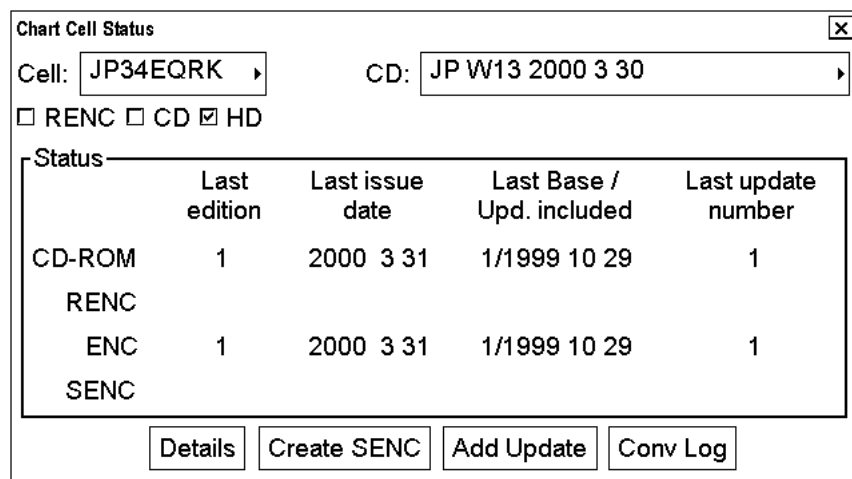 Chart Cell Status
Cell: JP34EQRK CD: JP W13 2000 3 30
RENC CD HD
Status
Last Last issue Last Base / Last update
edition date Upd. included number
CD-ROM 1 2000 3 31 1/1999 10 29 1
RENC
ENC 1 2000 3 31 1/1999 10 29 1
SENC
Details Create SENC Add Update Conv Log